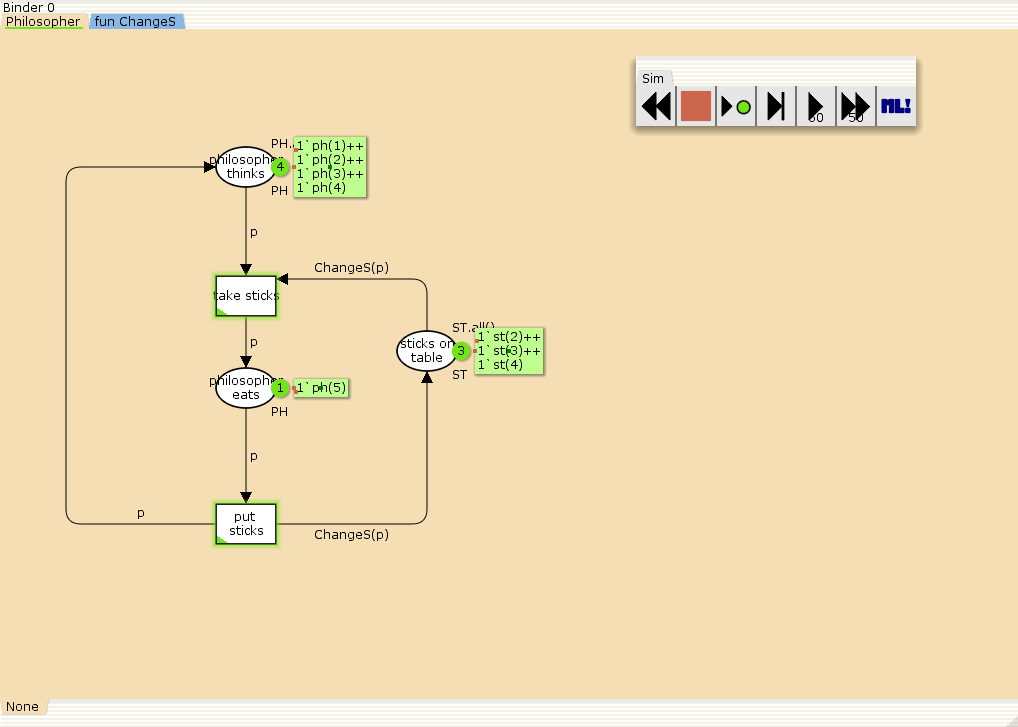 Binder 0
Philosopher
fun ChangeS
Sim
50
50
ML!
PH.
1`ph(1)++
1`ph(2)++
1`ph(3)++
1`ph(4)
philosopher
thinks
4
PH
p
ChangeS(p)
take sticks
ST.all()
p
sticks on
table
3
1`st(2)++
1`st(3)++
1`st(4)
ST
philosopher
eats
1
1`ph(5)
PH
p
p
put
sticks
ChangeS(p)
None